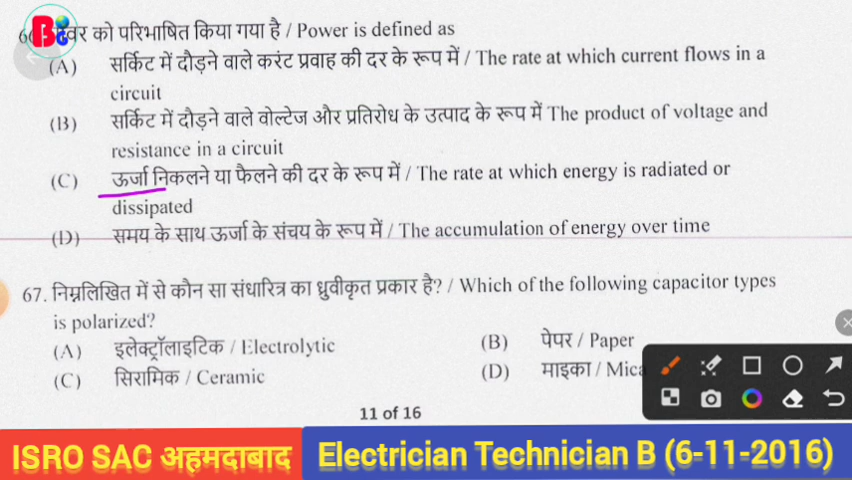 वर को परिभाषित किया गया है / Power is defined as
(A) सर्किट में दौड़ने वाले करंट प्रवाह की दर के रूप में / The rate at which current flows in a
circuit
(B) सर्किट में दौड़ने वाले वोल्टेज और प्रतिरोध के उत्पाद के रूप में The product of voltage and
resistance in a circuit
(C) ऊर्जा निकलने या फैलने की दर के रूप में / The rate at which energy is radiated or
dissipated
(D) समय के साथ ऊर्जा के संचय के रूप में / The accumulation of energy over time
67. निम्नलिखित में से कौन सा संधारित्र का ध्रुवीकृत प्रकार है? / Which of the following capacitor types
is polarized?
(A) इलेक्ट्रॉलाइटिक / Electrolytic (B) पेपर / Paper
(C) सिरामिक / Ceramic (D) माइका / Mica
11 of 16
ISRO SAC अहमदाबाद Electrician Technician B (6-11-2016)